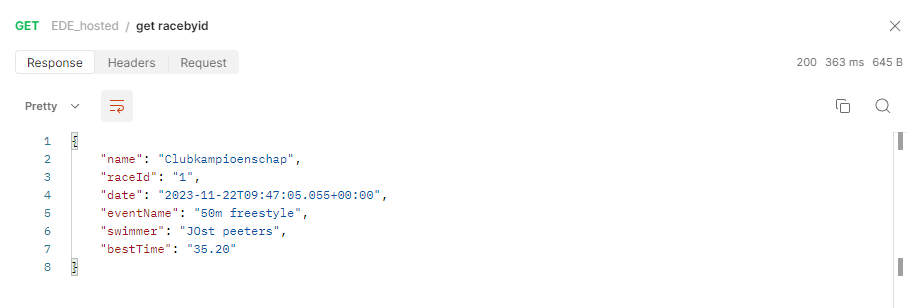 GET EDE_hosted / get racebyid
Response Headers Request 200 363 ms 645 B
Pretty
1 {
2 "name": "Clubkampioenschap",
3 "raceId": "1",
4 "date": "2023-11-22T09:47:05.055+00:00",
5 "eventName": "50m freestyle",
6 "swimmer": "JOst peeters",
7 "bestTime": "35.20"
8 }